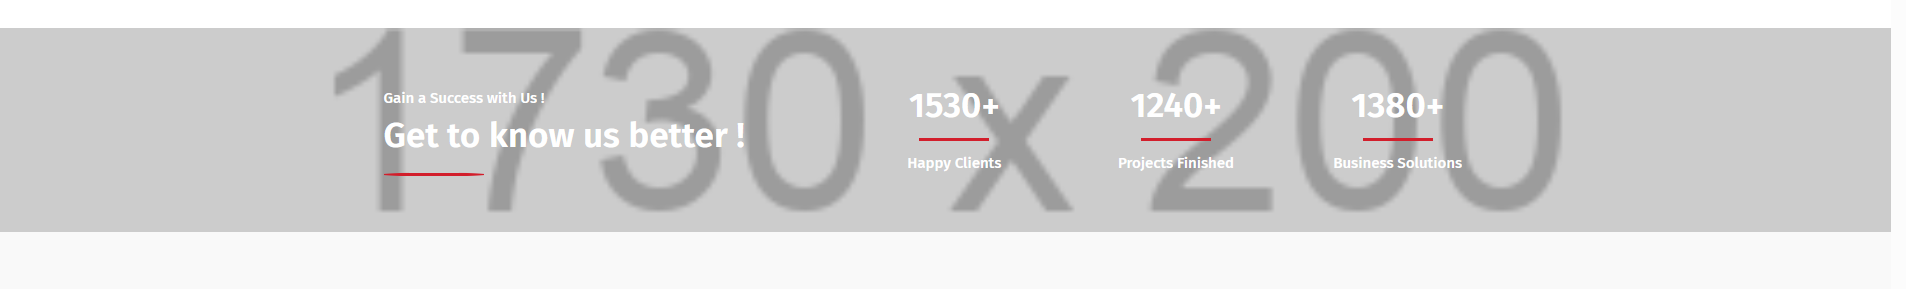 1730 x 200
Gain a Success with Us !
Get to know us better !
1530+
Happy Clients
1240+
Projects Finished
1380+
Business Solutions